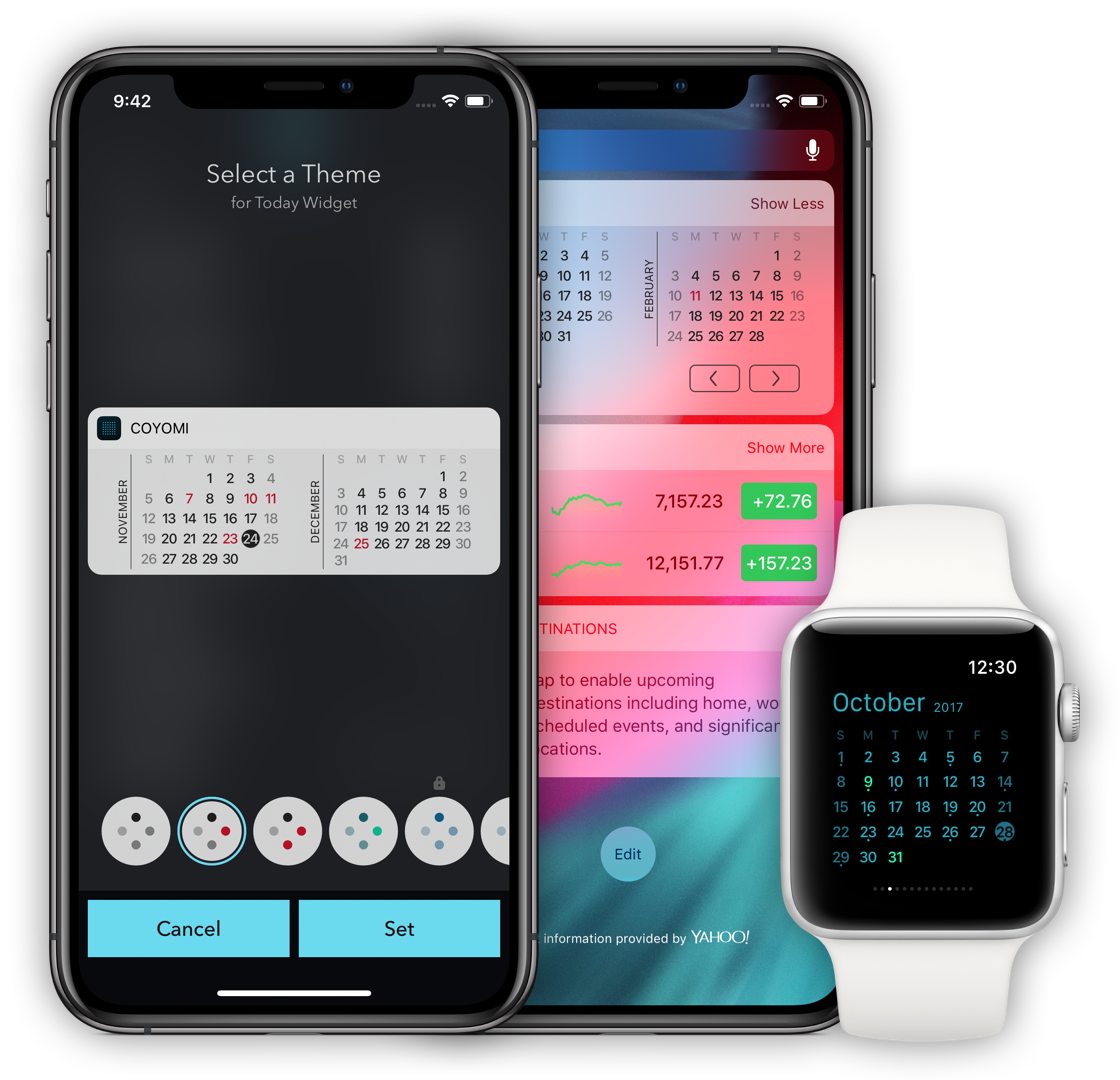 9:42
Select a Theme
for Today Widget
COYOMI
NOVEMBER
S M T W T F S
1 2 3 4
5 6 7 8 9 10 11
12 13 14 15 16 17 18
19 20 21 22 23 24 25
26 27 28 29 30
DECEMBER
S M T W T F S
1 2
3 4 5 6 7 8 9
10 11 12 13 14 15 16
17 18 19 20 21 22 23
24 25 26 27 28 29 30
31
Cancel
Set
Show Less
W T F S
2 3 4 5
9 10 11 12
16 17 18 19
23 24 25 26
30 31
FEBRUARY
S M T W T F S
1 2
3 4 5 6 7 8 9
10 11 12 13 14 15 16
17 18 19 20 21 22 23
24 25 26 27 28
Show More
7,157.23 +72.76
12,151.77 +157.23
TINATIONS
ap to enable upcoming
estinations including home, wo
cheduled events, and significan
ocations.
Edit
information provided by YAHOO!
12:30
October 2017
S M T W T F S
1 2 3 4 5 6 7
8 9 10 11 12 13 14
15 16 17 18 19 20 21
22 23 24 25 26 27 28
29 30 31